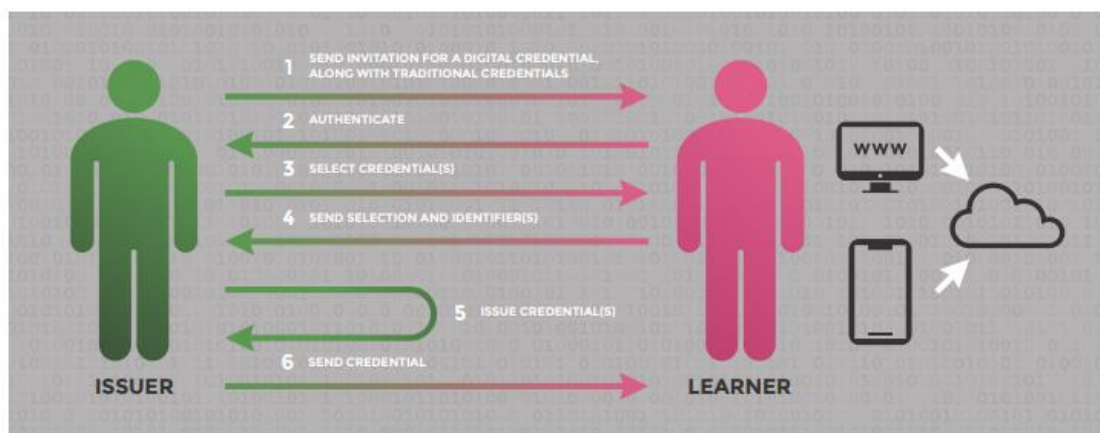 1 SEND INVITATION FOR A DIGITAL CREDENTIAL,
ALONG WITH TRADITIONAL CREDENTIALS
2 AUTHENTICATE
3 SELECT CREDENTIAL(S)
4 SEND SELECTION AND IDENTIFIER(S)
5 ISSUE CREDENTIAL(S)
6 SEND CREDENTIAL
ISSUER
LEARNER
WWW